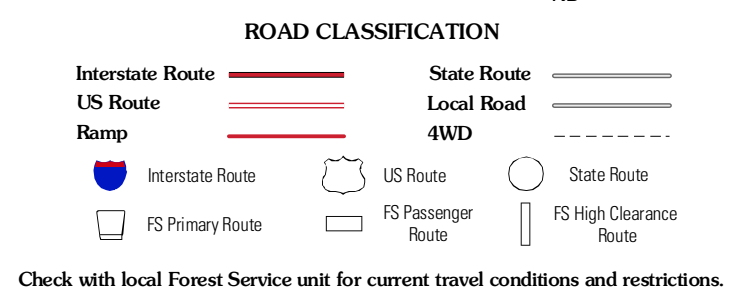 ROAD CLASSIFICATION
Interstate Route
State Route
US Route
Local Road
Ramp
4WD
Interstate Route
US Route
State Route
FS Primary Route
FS Passenger
Route
FS High Clearance
Route
Check with local Forest Service unit for current travel conditions and restrictions.